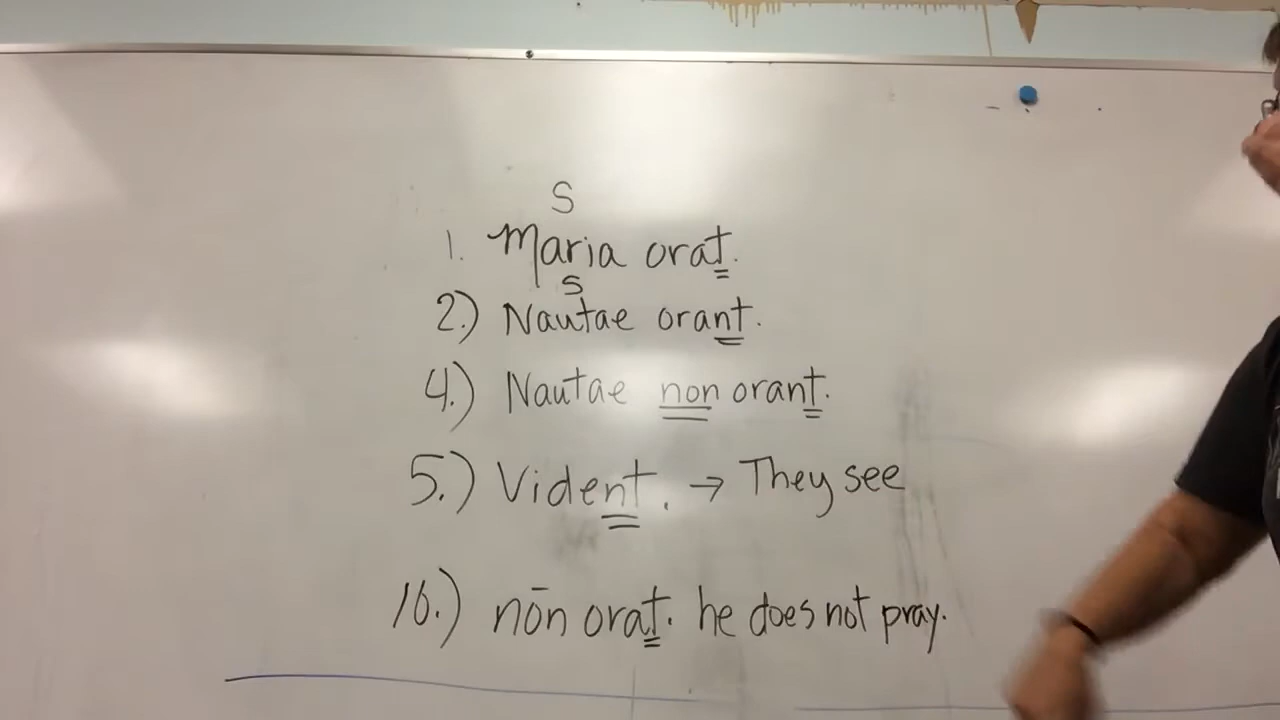 S
1. Maria orat.
S
2.) Nautae orant.
4.) Nautae non orant.
5.) Vident. → They see
10.) nōn orat. he does not pray.